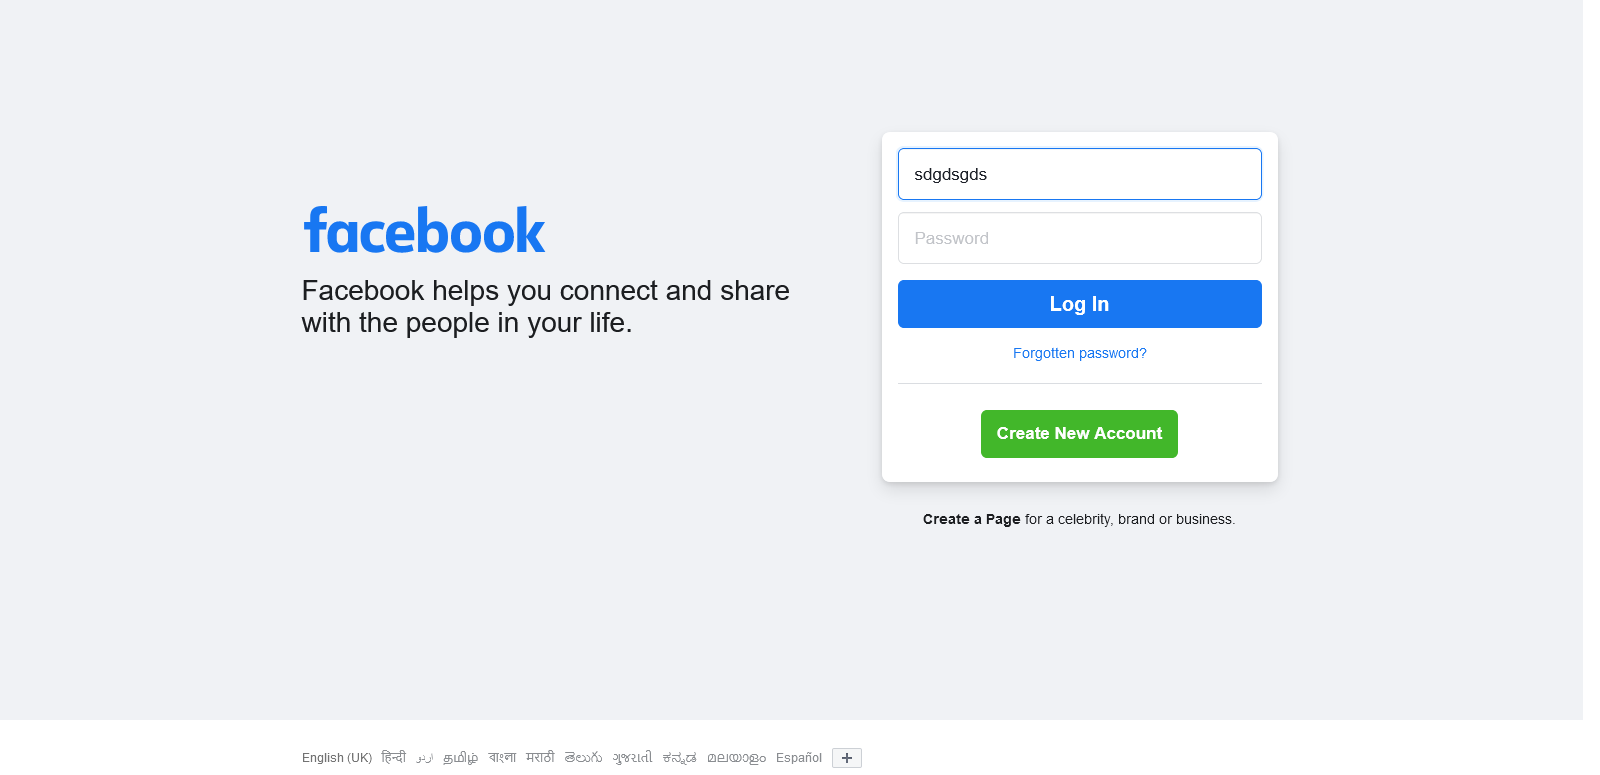 facebook
Facebook helps you connect and share
with the people in your life.
sdgdsgds
Password
Log In
Forgotten password?
Create New Account
Create a Page for a celebrity, brand or business.
English (UK) हिन्दी اردو தமிழ் বাংলা मराठी తెలుగు ગુજરાતી ಕನ್ನಡ മലയാളം Español +